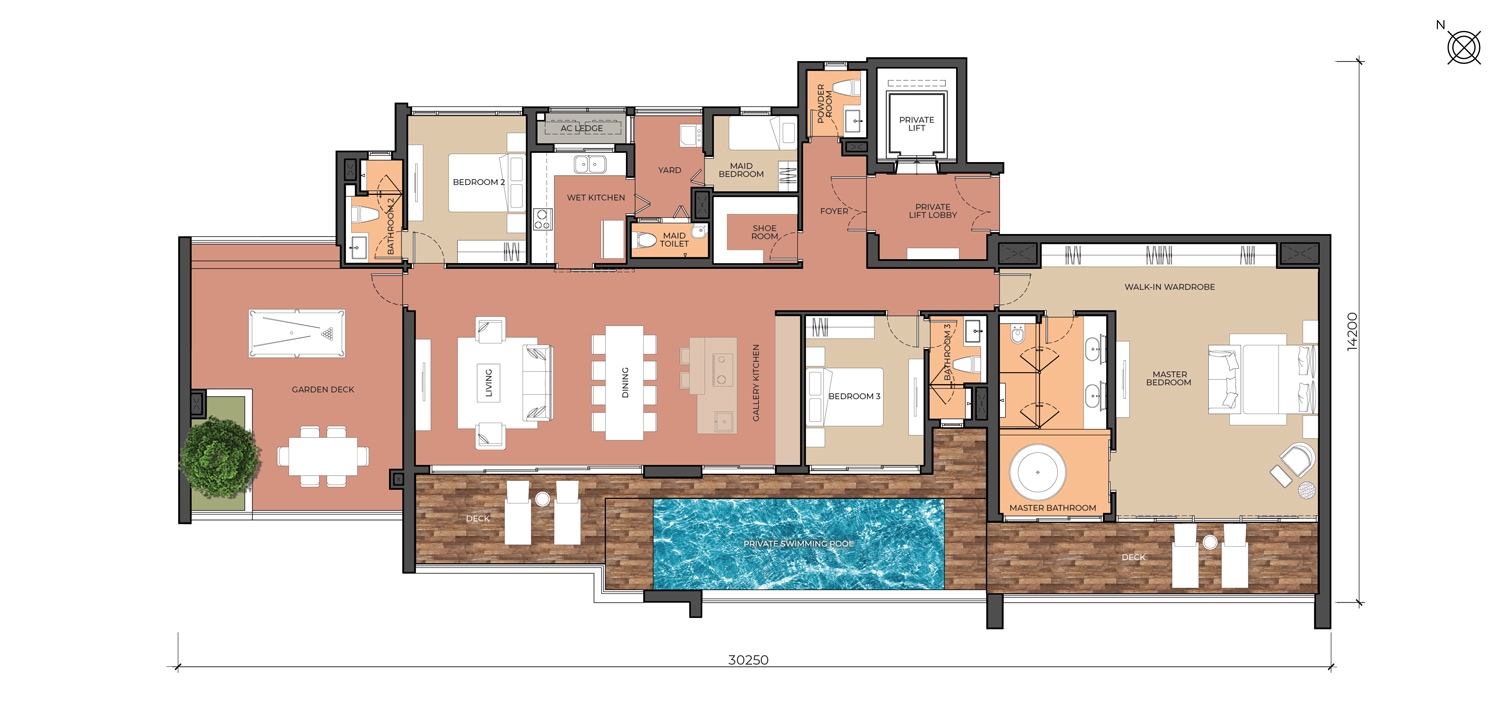 N
POWDER
ROOM
PRIVATE
LIFT
AC LEDGE
YARD
MAID
BEDROOM
BEDROOM 2
WET KITCHEN
BATHROOM 2
FOYER
PRIVATE
LIFT LOBBY
SHOE
ROOM
MAID
TOILET
WALK-IN WARDROBE
14200
GARDEN DECK
LIVING
DINING
GALLERY KITCHEN
BEDROOM 3
BATHROOM 3
MASTER
BEDROOM
MASTER BATHROOM
DECK
PRIVATE SWIMMING POOL
DECK
30250